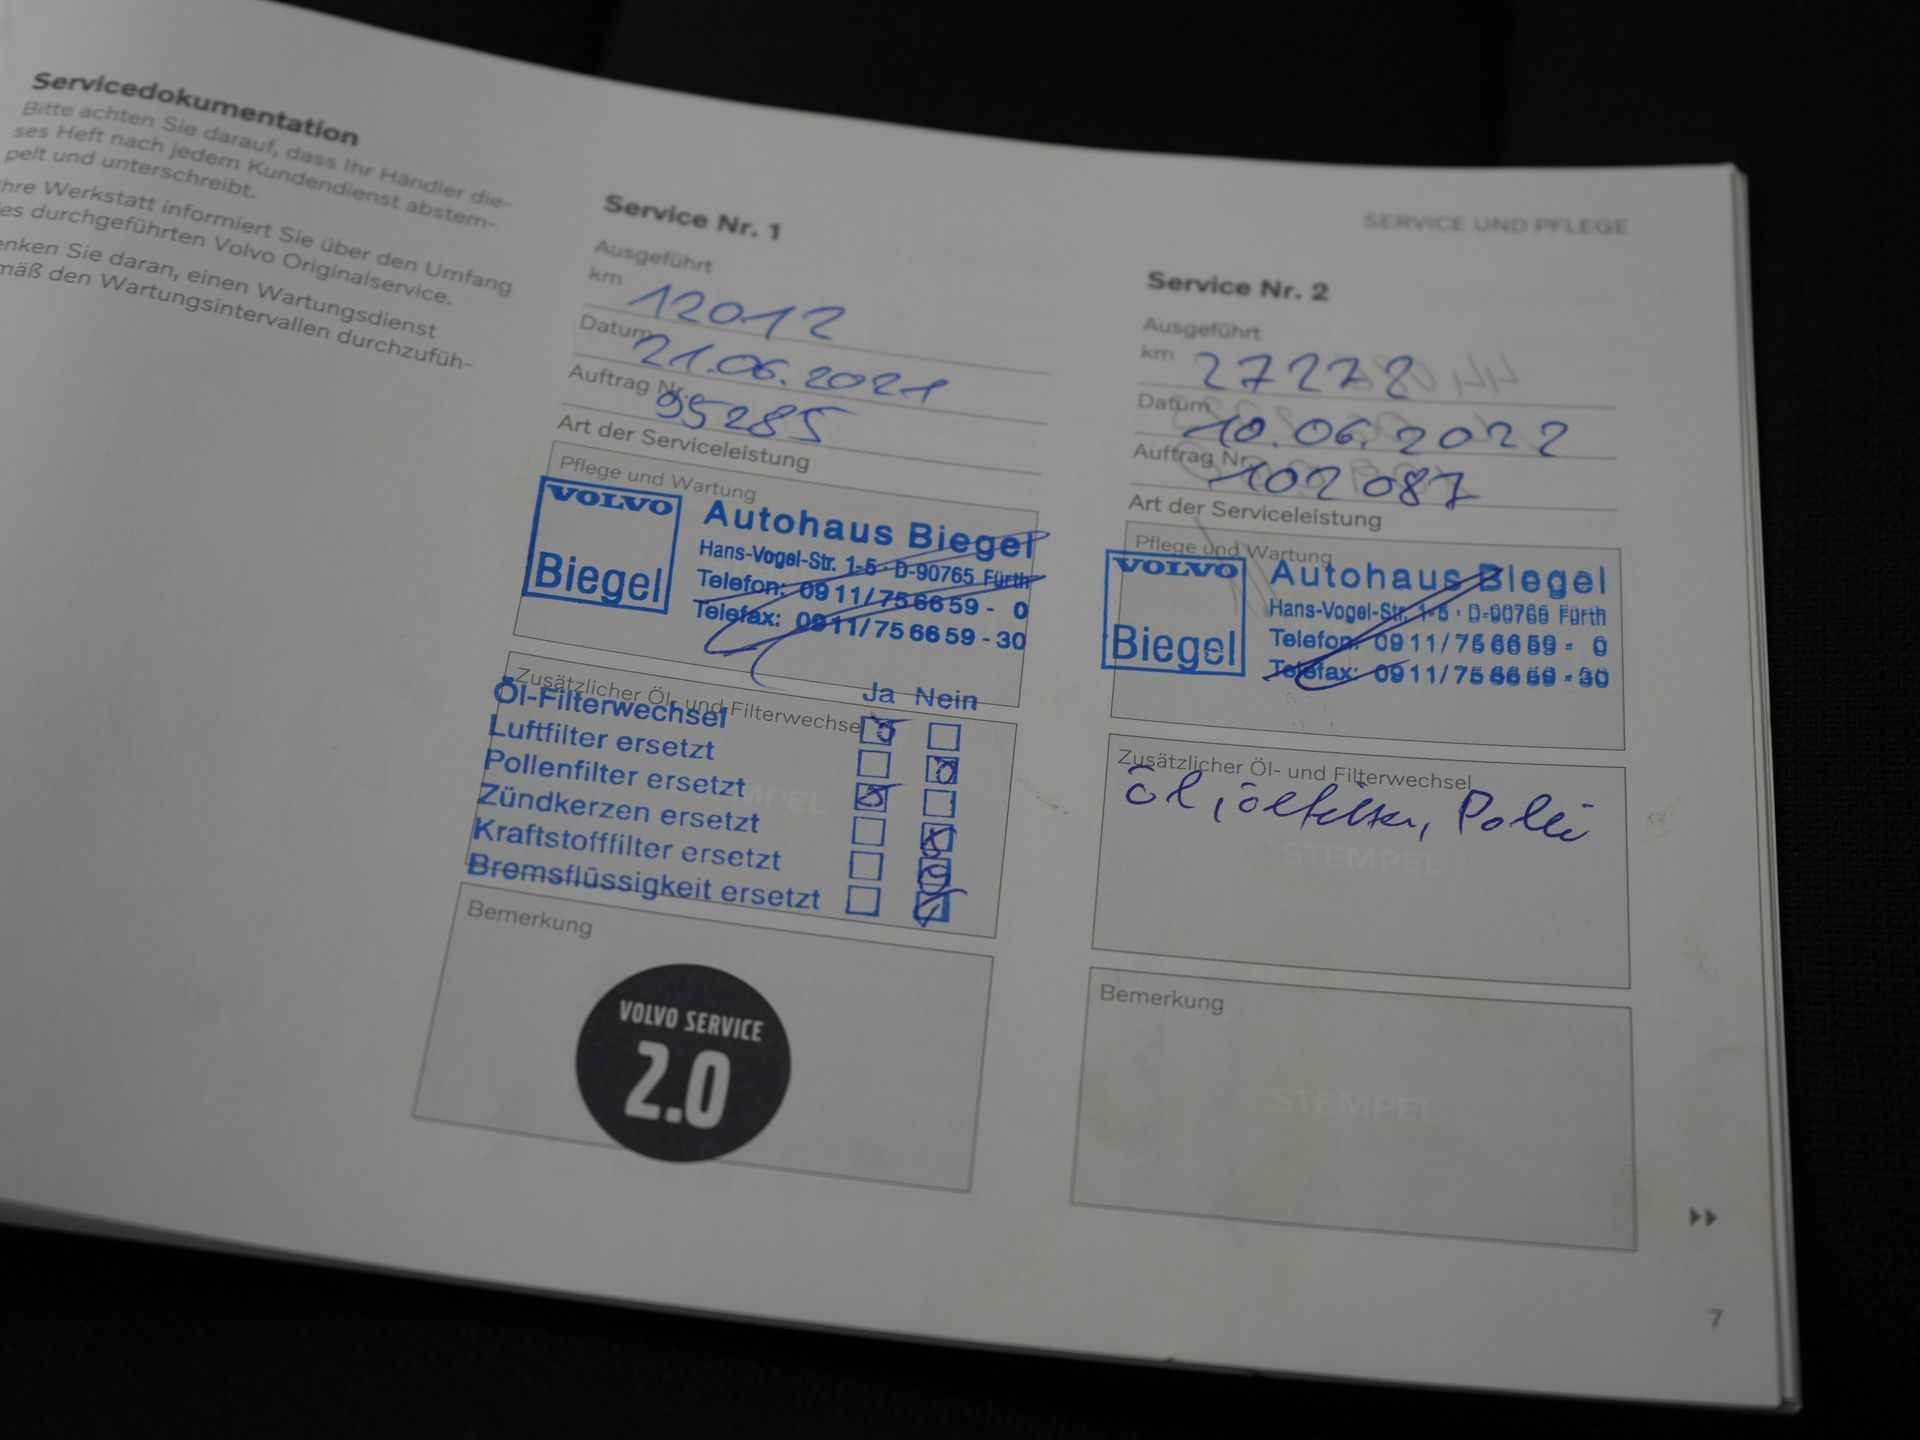 Servicedokumentation
Bitte achten Sie darauf, dass Ihr Händler die-
ses Heft nach jedem Kundendienst abstem-
pelt und unterschreibt.
hre Werkstatt informiert Sie über den Umfang
es durchgeführten Volvo Originalservice.
enken Sie daran, einen Wartungsdienst
mäß den Wartungsintervallen durchzufüh-
Service Nr. 1
Ausgeführt
km 12012
Datum 21.06.2021
Auftrag Nr. 95285
Art der Serviceleistung
Pflege und Wartung
VOLVO
Biegel
Autohaus Biegel
Hans-Vogel-Str. 1-5 · D-90765 Fürth
Telefon: 0911/756659 - 0
Telefax: 0911/756659 - 30
Zusätzlicher Öl- und Filterwechsel
Ja Nein
Öl-Filterwechsel
Luftfilter ersetzt
Pollenfilter ersetzt
Zündkerzen ersetzt
Kraftstofffilter ersetzt
Bremsflüssigkeit ersetzt
Bemerkung
VOLVO SERVICE
2.0
SERVICE UND PFLEGE
Service Nr. 2
Ausgeführt
km 27278
Datum 10.06.2022
Auftrag Nr. 102087
Art der Serviceleistung
Pflege und Wartung
VOLVO
Biegel
Autohaus Biegel
Hans-Vogel-Str. 1-5 · D-90765 Fürth
Telefon: 0911/756659 - 0
Telefax: 0911/756659 - 30
Zusätzlicher Öl- und Filterwechsel
Öl, Ölfilter, Pollen
STEMPEL
Bemerkung
STEMPEL
7